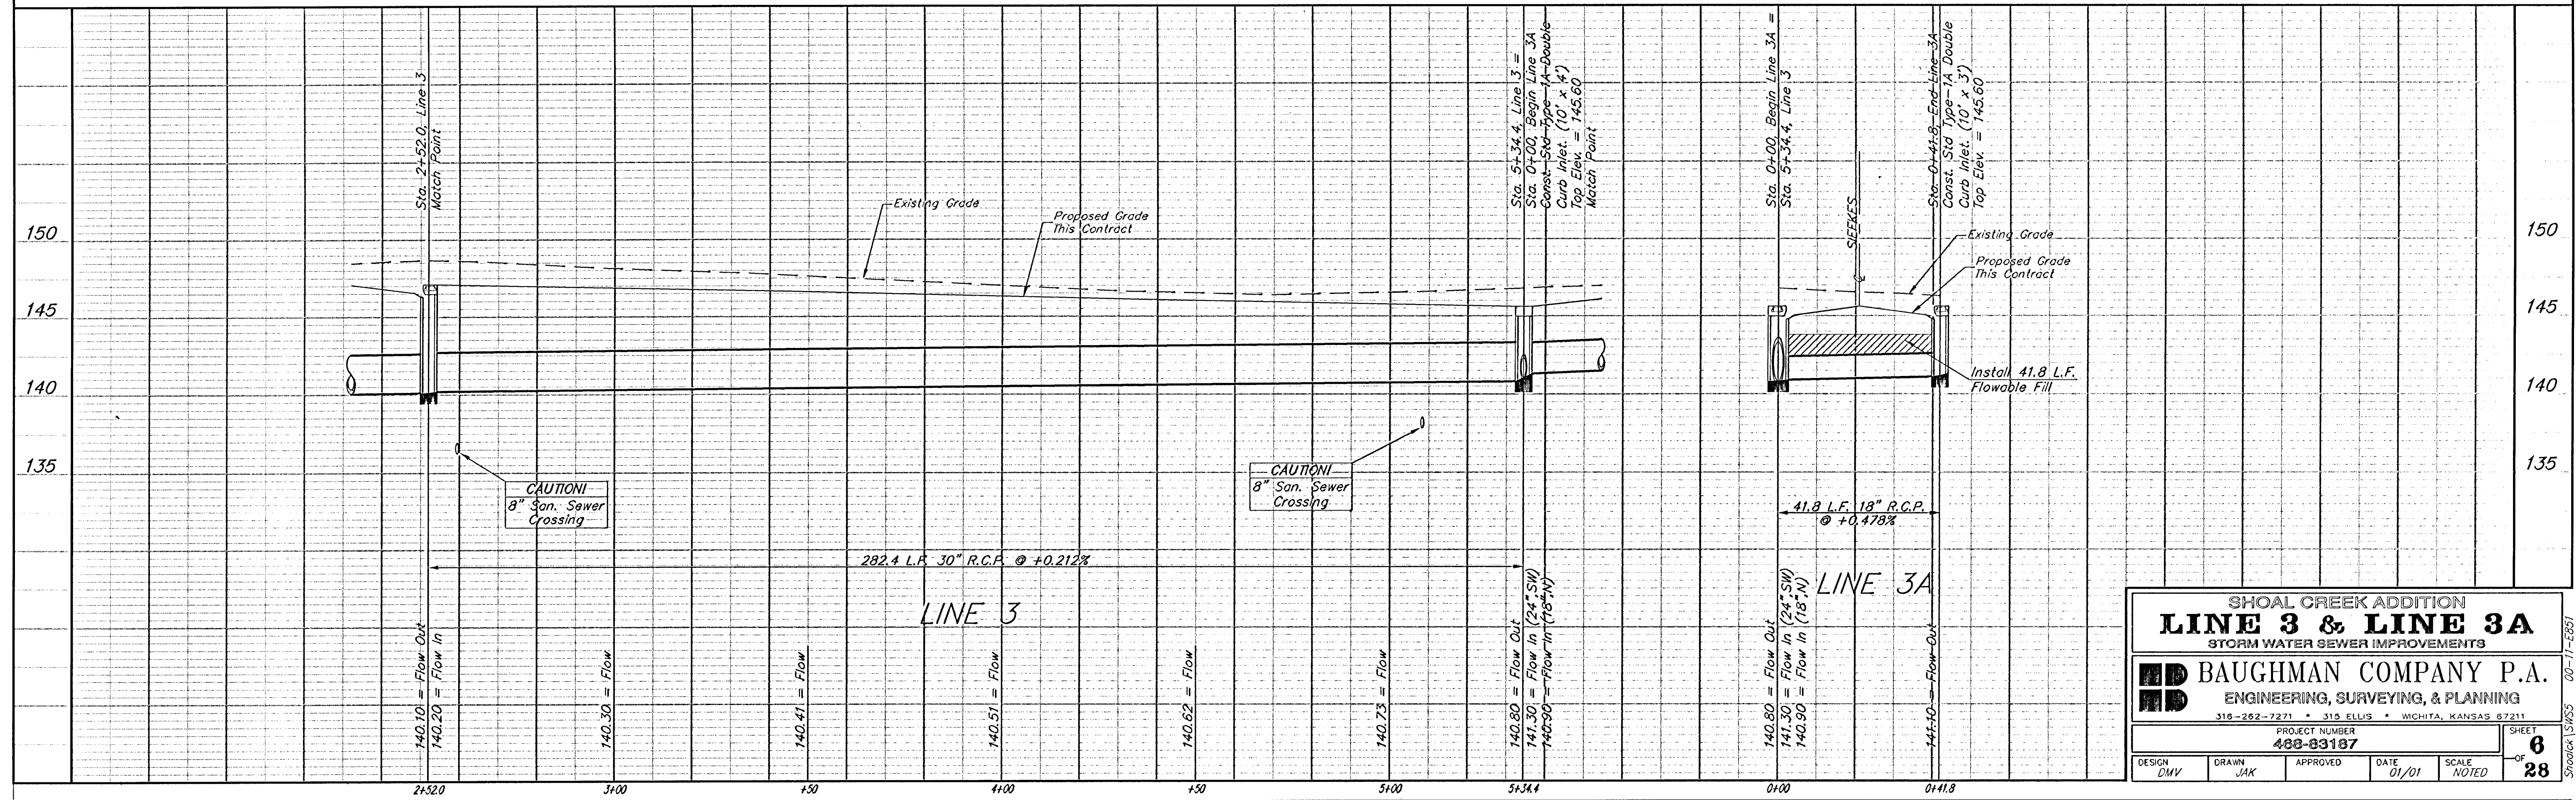 Sta. 2+52.0, Line 3
Match Point
Sta. 5+34.4, Line 3 =
Sta. 0+00, Begin Line 3A
Const. Std Type-1A Double
Curb Inlet. (10' x 4')
Top Elev. = 145.60
Match Point
Sta. 0+00, Begin Line 3A =
Sta. 5+34.4, Line 3
Sta. 0+41.8, End Line 3A
Const. Std Type-1A Double
Curb Inlet. (10' x 3')
Top Elev. = 145.60
150
145
140
135
150
145
140
135
Existing Grade
Proposed Grade
This Contract
SIEFKES
Existing Grade
Proposed Grade
This Contract
Install 41.8 L.F.
Flowable Fill
CAUTION!
8" San. Sewer
Crossing
CAUTION!
8" San. Sewer
Crossing
41.8 L.F. 18" R.C.P.
@ +0.478%
282.4 L.F. 30" R.C.P. @ +0.212%
LINE 3
LINE 3A
140.10 = Flow Out
140.20 = Flow In
140.30 = Flow
140.41 = Flow
140.51 = Flow
140.62 = Flow
140.73 = Flow
140.80 = Flow Out
141.30 = Flow In (24",SW)
140.90 = Flow In (18",N)
140.80 = Flow Out
141.30 = Flow In (24",SW)
140.90 = Flow In (18",N)
141.10 = Flow Out
2+52.0
3+00
+50
4+00
+50
5+00
5+34.4
0+00
0+41.8
SHOAL CREEK ADDITION
LINE 3 & LINE 3A
STORM WATER SEWER IMPROVEMENTS
BAUGHMAN COMPANY P.A.
ENGINEERING, SURVEYING, & PLANNING
316-262-7271 * 315 ELLIS * WICHITA, KANSAS 67211
PROJECT NUMBER
468-83187
SHEET
6
OF
28
DESIGN
DMV
DRAWN
JAK
APPROVED
DATE
01/01
SCALE
NOTED
00-11-E851
Shoalck\SWS5